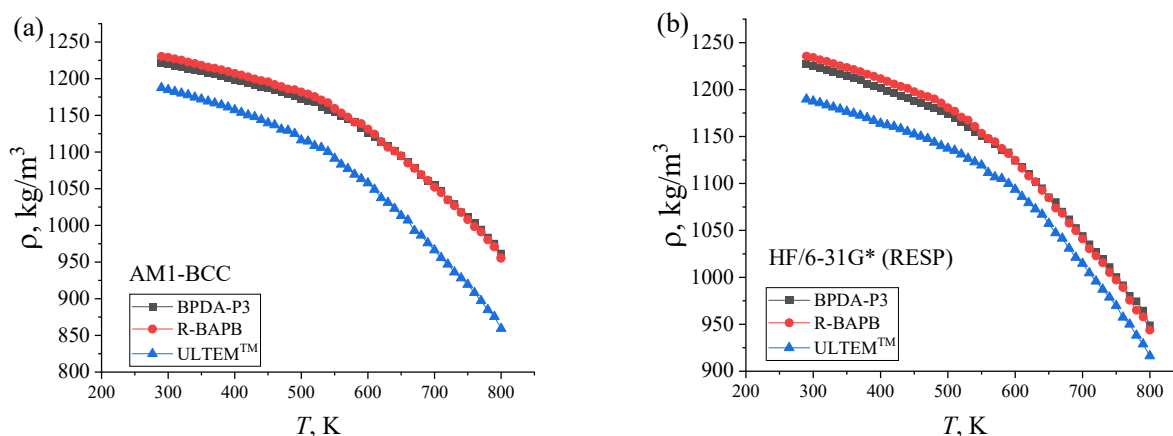 (a)
ρ, kg/m³
1250
1200
1150
1100
1050
1000
950
900
850
800
AM1-BCC
BPDA-P3
R-BAPB
ULTEM™
200 300 400 500 600 700 800
T, K
(b)
ρ, kg/m³
1250
1200
1150
1100
1050
1000
950
900
HF/6-31G* (RESP)
BPDA-P3
R-BAPB
ULTEM™
200 300 400 500 600 700 800
T, K